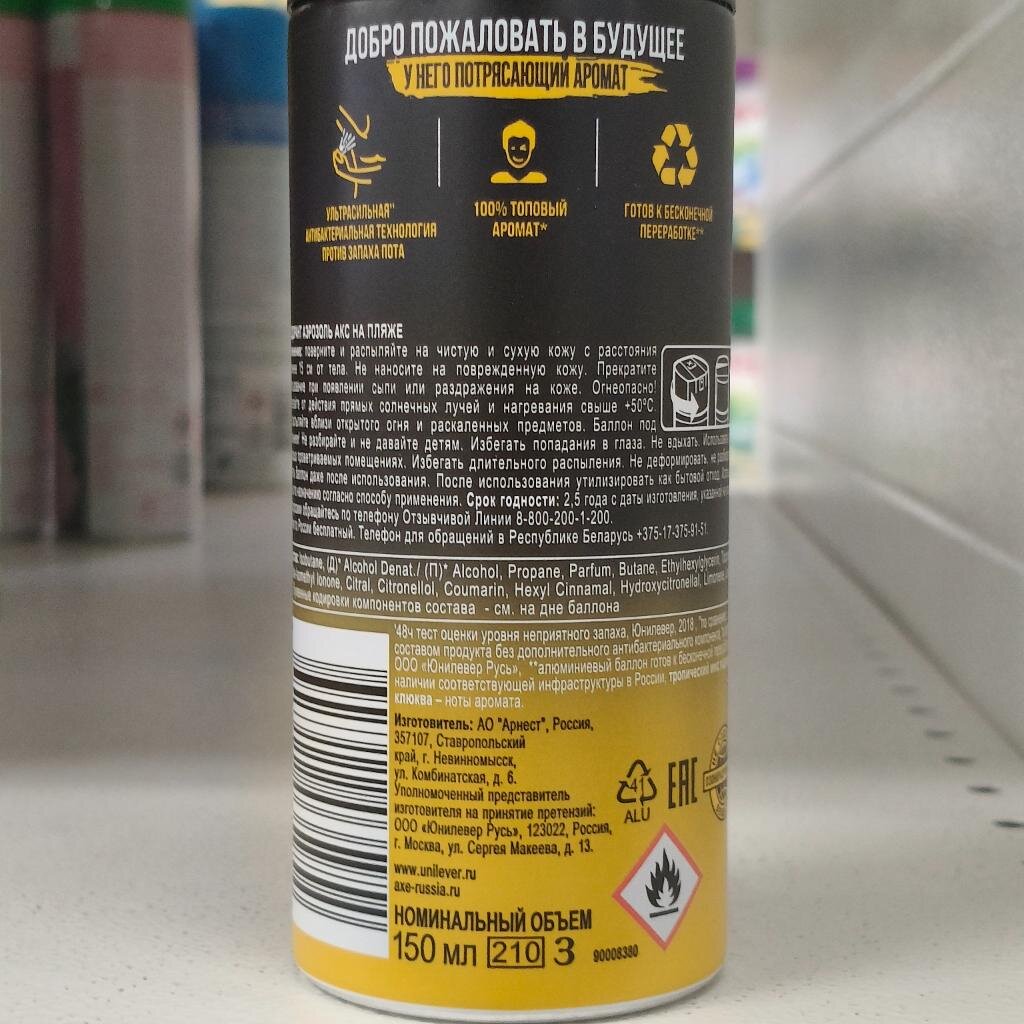 ДОБРО ПОЖАЛОВАТЬ В БУДУЩЕЕ
У НЕГО ПОТРЯСАЮЩИЙ АРОМАТ
УЛЬТРАСИЛЬНАЯ"
АНТИБАКТЕРИАЛЬНАЯ ТЕХНОЛОГИЯ
ПРОТИВ ЗАПАХА ПОТА
100% ТОПОВЫЙ
АРОМАТ*
ГОТОВ К БЕСКОНЕЧНОЙ
ПЕРЕРАБОТКЕ**
АЭРОЗОЛЬ АКС НА ПЛЯЖЕ
поверните и распыляйте на чистую и сухую кожу с расстояния
15 см от тела. Не наносите на поврежденную кожу. Прекратите
при появлении сыпи или раздражения на коже. Огнеопасно!
от действия прямых солнечных лучей и нагревания свыше +50°C.
вблизи открытого огня и раскаленных предметов. Баллон под
Не разбирайте и не давайте детям. Избегать попадания в глаза. Не вдыхать.
проветриваемых помещениях. Избегать длительного распыления. Не деформировать, не
баллон даже после использования. После использования утилизировать как бытовой отход.
назначению согласно способу применения. Срок годности: 2,5 года с даты изготовления,
обращайтесь по телефону Отзывчивой Линии 8-800-200-1-200.
России бесплатный. Телефон для обращений в Республике Беларусь +375-17-375-91-51.
Isobutane, (Д)* Alcohol Denat./ (П)* Alcohol, Propane, Parfum, Butane, Ethylhexylglycerin,
Ionone, Citral, Citronellol, Coumarin, Hexyl Cinnamal, Hydroxycitronellal, Limonene,
кодировки компонентов состава - см. на дне баллона
'48ч тест оценки уровня неприятного запаха, Юнилевер, 2018, "по
составом продукта без дополнительного антибактериального компонента,
ООО «Юнилевер Русь», **алюминиевый баллон готов к бесконечной
наличии соответствующей инфраструктуры в России, тропический
клюква – ноты аромата.
Изготовитель: АО "Арнест", Россия,
357107, Ставропольский
край, г. Невинномысск,
ул. Комбинатская, д. 6.
Уполномоченный представитель
изготовителя на принятие претензий:
ООО «Юнилевер Русь», 123022, Россия,
г. Москва, ул. Сергея Макеева, д. 13.
www.unilever.ru
axe-russia.ru
41
ALU
EAC
НОМИНАЛЬНЫЙ ОБЪЕМ
150 мл 210 3 90008380